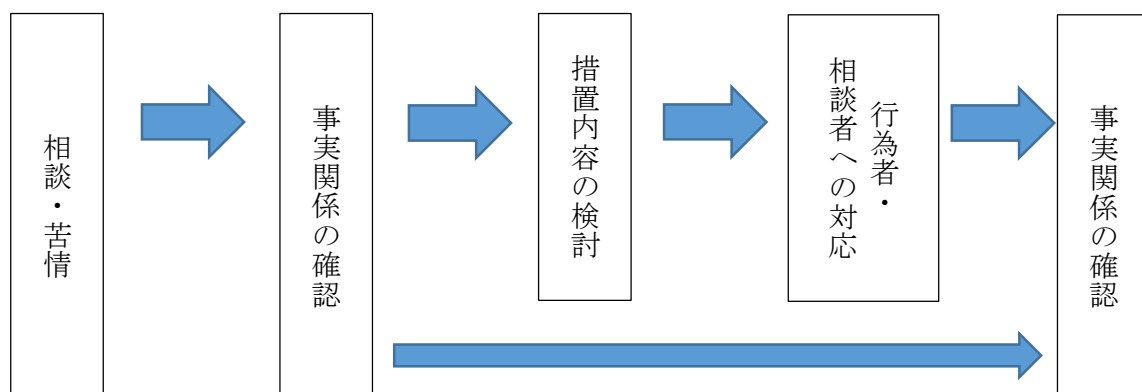 相談・苦情
事実関係の確認
措置内容の検討
行為者・
相談者への対応
事実関係の確認